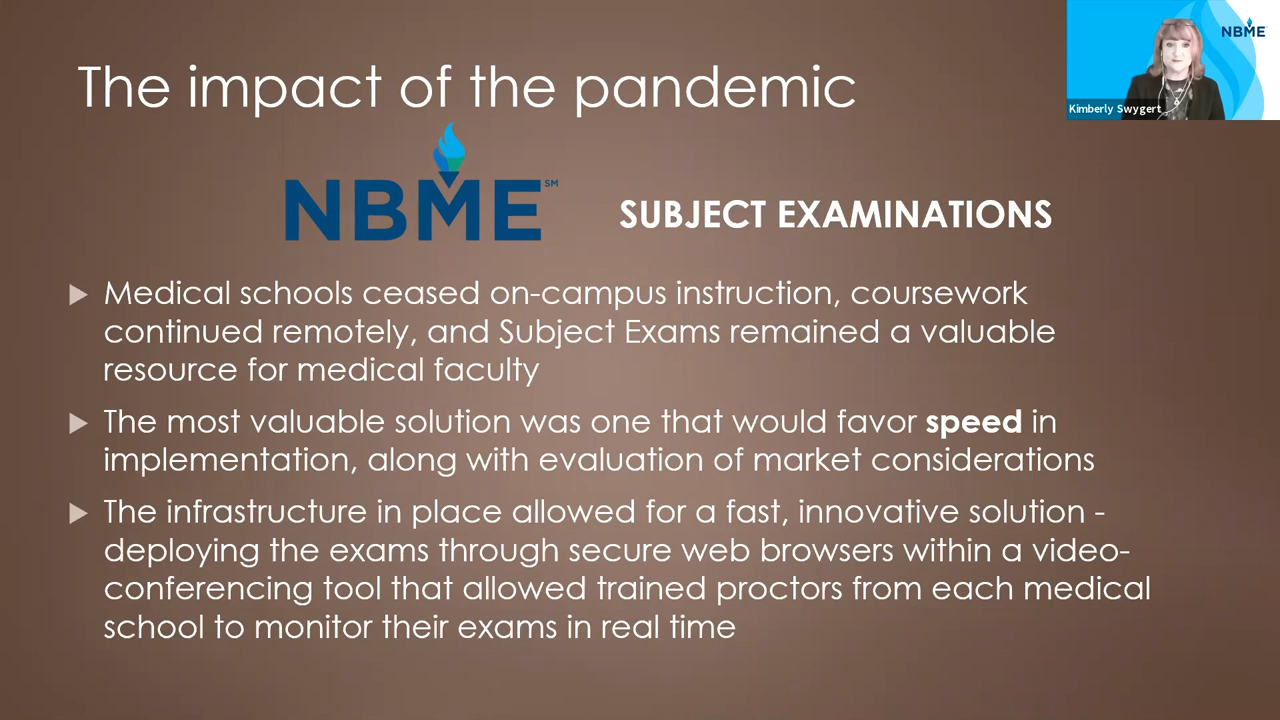 The impact of the pandemic
NBME
Kimberly Swygert
NBME SM
SUBJECT EXAMINATIONS
Medical schools ceased on-campus instruction, coursework
continued remotely, and Subject Exams remained a valuable
resource for medical faculty
The most valuable solution was one that would favor speed in
implementation, along with evaluation of market considerations
The infrastructure in place allowed for a fast, innovative solution -
deploying the exams through secure web browsers within a video-
conferencing tool that allowed trained proctors from each medical
school to monitor their exams in real time